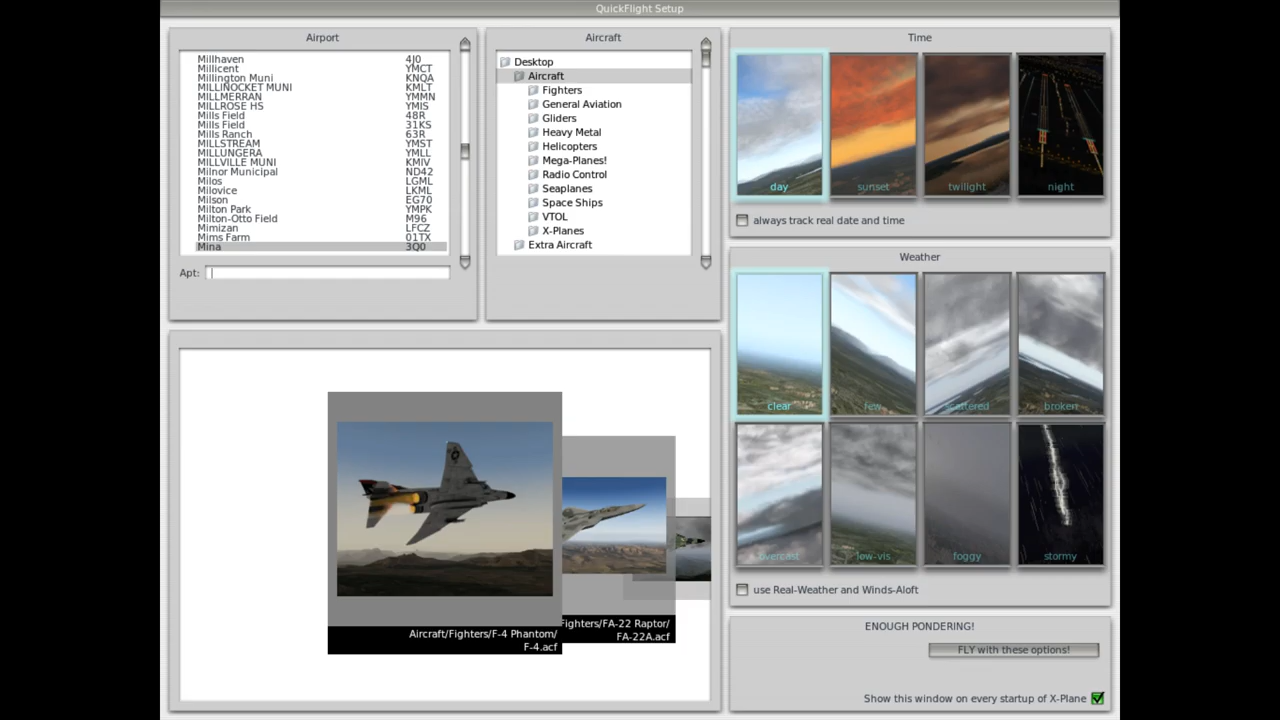 QuickFlight Setup
Airport
Millhaven 4J0
Millicent YMCT
Millington Muni KNQA
MILLINOCKET MUNI KMLT
MILLMERRAN YMMN
MILLROSE HS YMIS
Mills Field 48R
Mills Field 31KS
Mills Ranch 63R
MILLSTREAM YMST
MILLUNGERA YMLL
MILLVILLE MUNI KMIV
Milnor Municipal ND42
Milos LGML
Milovice LKML
Milson EG70
Milton Park YMPK
Milton-Otto Field M96
Mimizan LFCZ
Mims Farm 01TX
Mina 3Q0
Apt:
Aircraft
Desktop
Aircraft
Fighters
General Aviation
Gliders
Heavy Metal
Helicopters
Mega-Planes!
Radio Control
Seaplanes
Space Ships
VTOL
X-Planes
Extra Aircraft
Time
day sunset twilight night
always track real date and time
Weather
clear few scattered broken
overcast low-vis foggy stormy
use Real-Weather and Winds-Aloft
Aircraft/Fighters/F-4 Phantom/
F-4.acf
Fighters/FA-22 Raptor/
FA-22A.acf
ENOUGH PONDERING!
FLY with these options!
Show this window on every startup of X-Plane